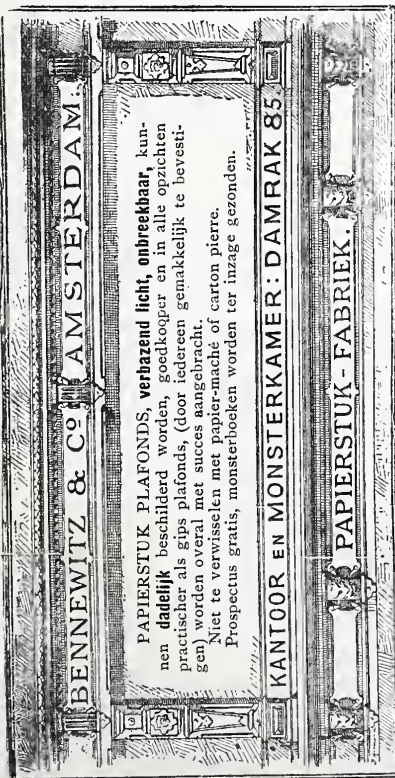 BENNEWITZ & Cº AMSTERDAM.
PAPIERSTUK PLAFONDS, verbazend licht, onbreekbaar, kun-
nen dadelijk beschilderd worden, goedkooper en in alle opzichten
practischer als gips plafonds, (door iedereen gemakkelijk te bevesti-
gen) worden overal met succes aangebracht.
Niet te verwisselen met papier-maché of carton pierre.
Prospectus gratis, monsterboeken worden ter inzage gezonden.
KANTOOR EN MONSTERKAMER: DAMRAK 85.
PAPIERSTUK-FABRIEK.